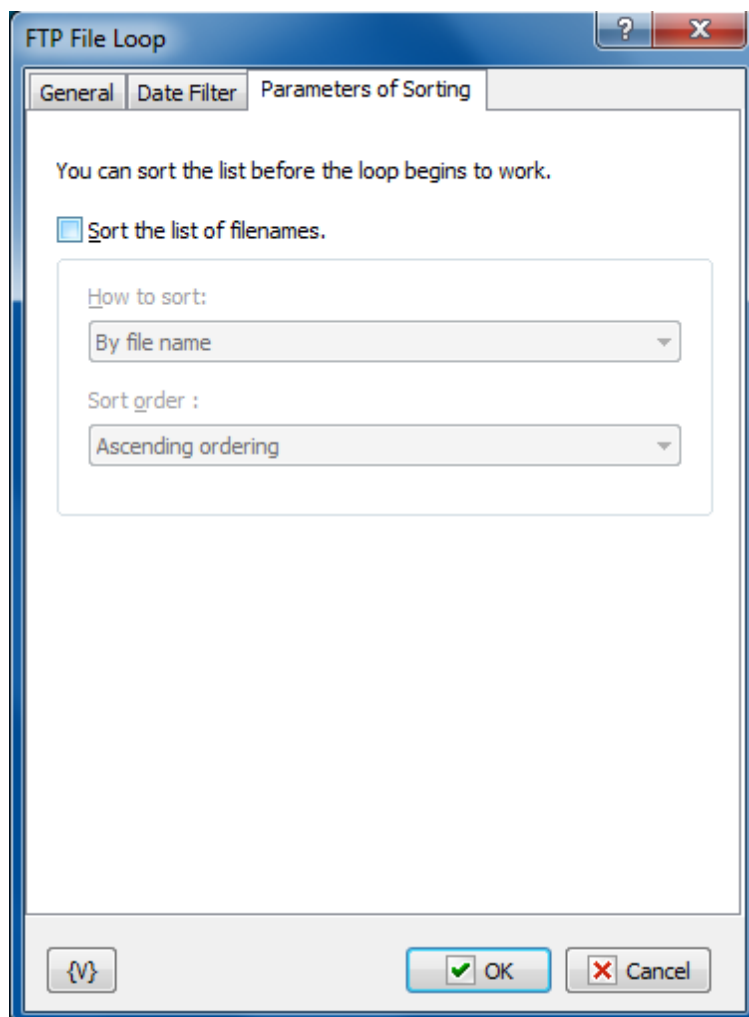 FTP File Loop
?
General Date Filter Parameters of Sorting
You can sort the list before the loop begins to work.
Sort the list of filenames.
How to sort:
By file name
Sort order :
Ascending ordering
{V} OK Cancel